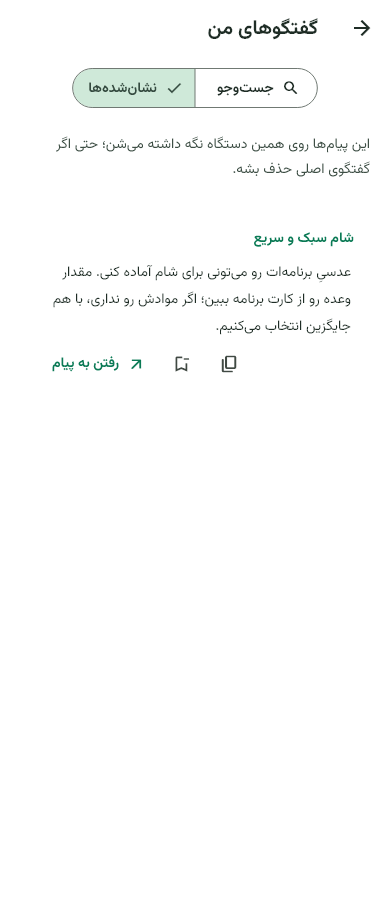 گفتگوهای من
جست‌وجو
نشان‌شده‌ها
این پیام‌ها روی همین دستگاه نگه داشته می‌شن؛ حتی اگر
گفتگوی اصلی حذف بشه.
شام سبک و سریع
عدسیِ برنامه‌ات رو می‌تونی برای شام آماده کنی. مقدار
وعده رو از کارت برنامه ببین؛ اگر موادش رو نداری، با هم
جایگزین انتخاب می‌کنیم.
رفتن به پیام